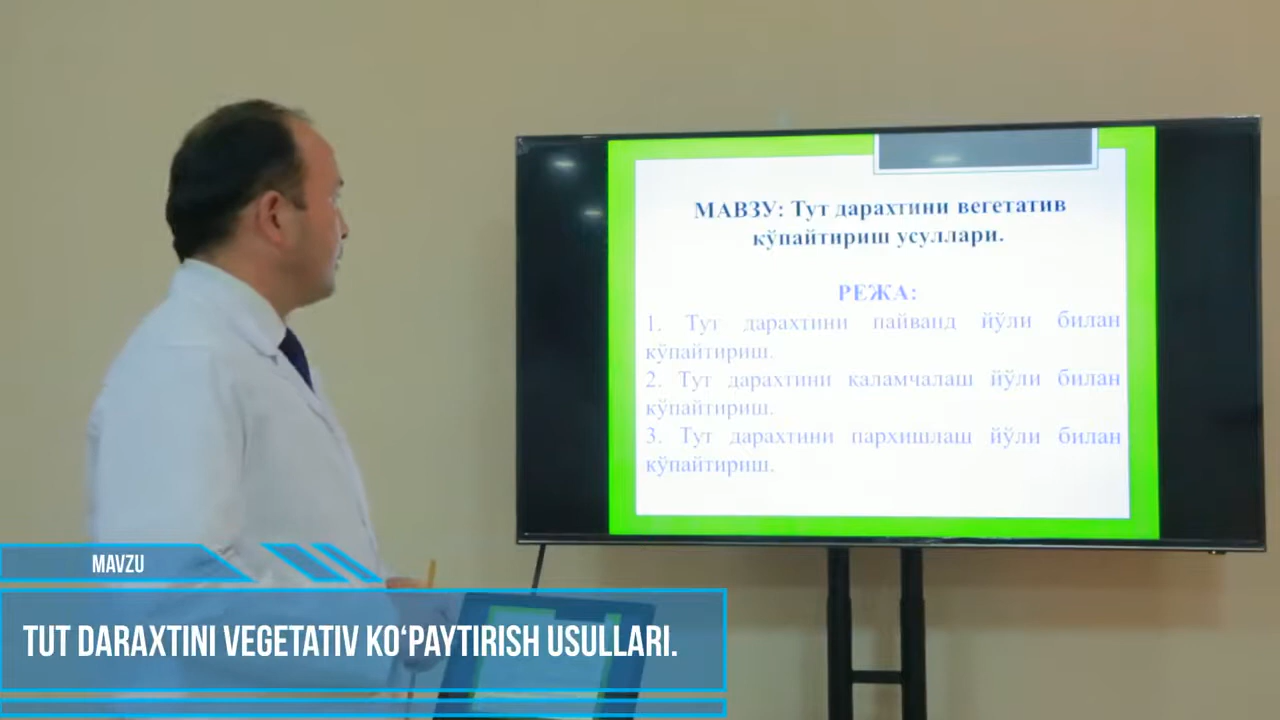 МАВЗУ: Тут дарахтини вегетатив
кўпайтириш усуллари.
РЕЖА:
1. Тут дарахтини пайванд йўли билан
кўпайтириш.
2. Тут дарахтини қаламчалаш йўли билан
кўпайтириш.
3. Тут дарахтини пархишлаш йўли билан
кўпайтириш.
MAVZU
TUT DARAXTINI VEGETATIV KO‘PAYTIRISH USULLARI.